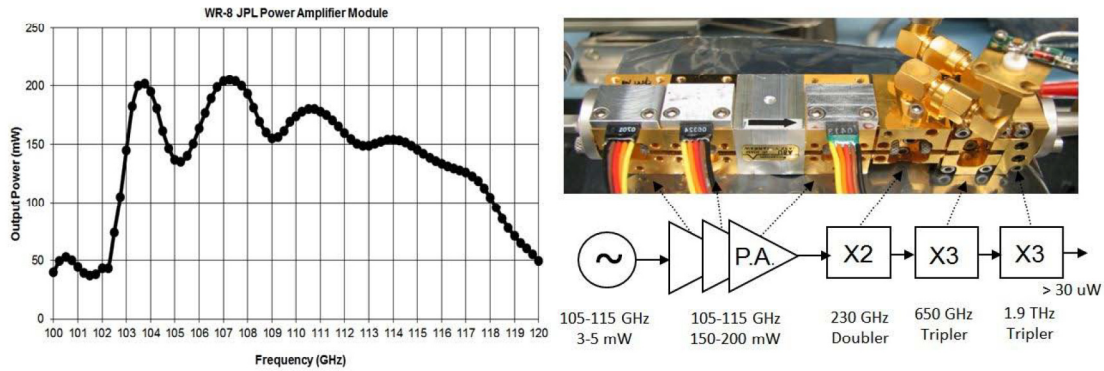 WR-8 JPL Power Amplifier Module
Output Power (mW)
250
200
150
100
50
0
100 101 102 103 104 105 106 107 108 109 110 111 112 113 114 115 116 117 118 119 120
Frequency (GHz)
~
P.A.
X2
X3
X3
> 30 uW
105-115 GHz
3-5 mW
105-115 GHz
150-200 mW
230 GHz
Doubler
650 GHz
Tripler
1.9 THz
Tripler